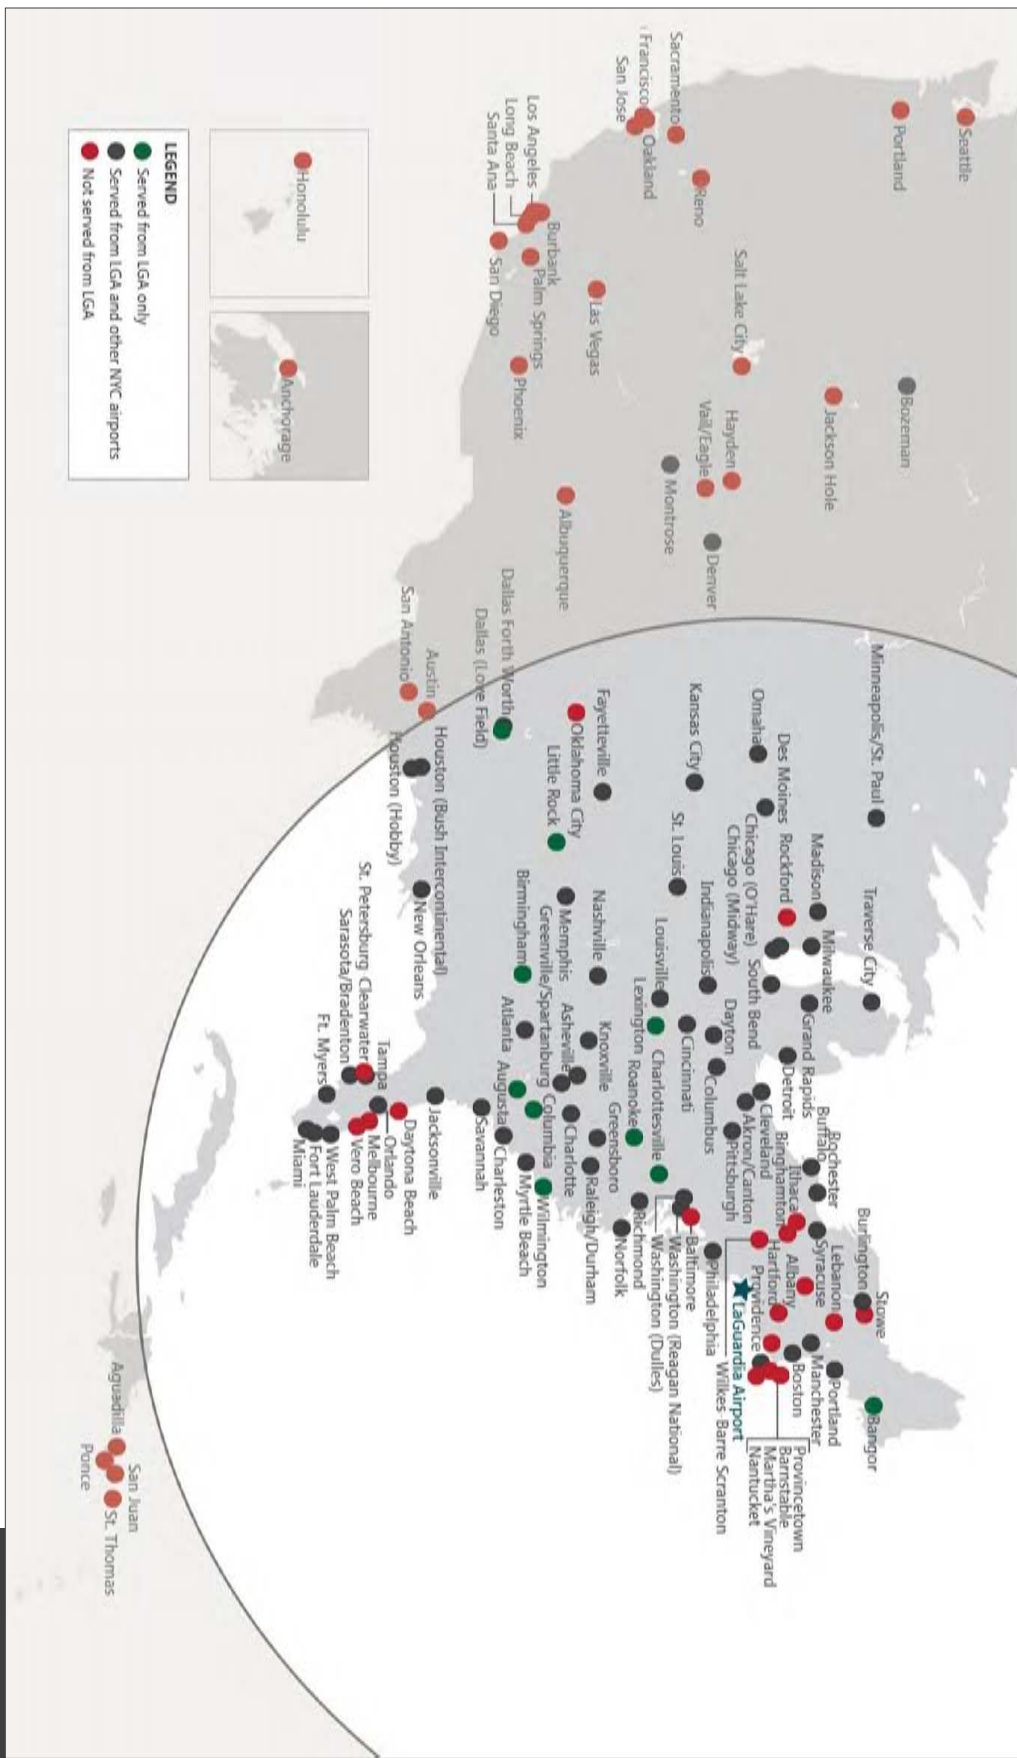 Seattle
Portland
Sacramento
Francisco
San Jose
Oakland
Reno
Los Angeles
Long Beach
Santa Ana
Burbank
Palm Springs
San Diego
Las Vegas
Salt Lake City
Phoenix
Bozeman
Jackson Hole
Hayden
Vail/Eagle
Montrose
Denver
Albuquerque
Honolulu
Anchorage
LEGEND
Served from LGA only
Served from LGA and other NYC airports
Not served from LGA
Minneapolis/St. Paul
Dallas Forth Worth
Dallas (Love Field)
San Antonio
Austin
Houston (Bush Intercontinental)
Houston (Hobby)
Omaha
Des Moines
Kansas City
Fayetteville
Oklahoma City
Little Rock
Rockford
Madison
Milwaukee
Traverse City
Chicago (O'Hare)
Chicago (Midway)
South Bend
Grand Rapids
Detroit
St. Louis
Indianapolis
Dayton
Columbus
Cincinnati
Louisville
Lexington
Memphis
Nashville
Knoxville
Asheville
Birmingham
Greenville/Spartanburg
Atlanta
Augusta
Columbia
Charlotte
Greensboro
Raleigh/Durham
Roanoke
Charlottesville
New Orleans
Jacksonville
Savannah
Charleston
Myrtle Beach
Wilmington
St. Petersburg Clearwater
Sarasota/Bradenton
Tampa
Ft. Myers
Daytona Beach
Orlando
Melbourne
Vero Beach
West Palm Beach
Fort Lauderdale
Miami
Cleveland
Akron/Canton
Pittsburgh
Buffalo
Rochester
Binghamton
Ithaca
Syracuse
Albany
Hartford
Providence
Burlington
Stowe
Lebanon
Manchester
Portland
Bangor
Boston
Provincetown
Barnstable
Martha's Vineyard
Nantucket
LaGuardia Airport
Wilkes-Barre Scranton
Philadelphia
Baltimore
Washington (Reagan National)
Washington (Dulles)
Richmond
Norfolk
Aguadilla
Ponce
San Juan
St. Thomas